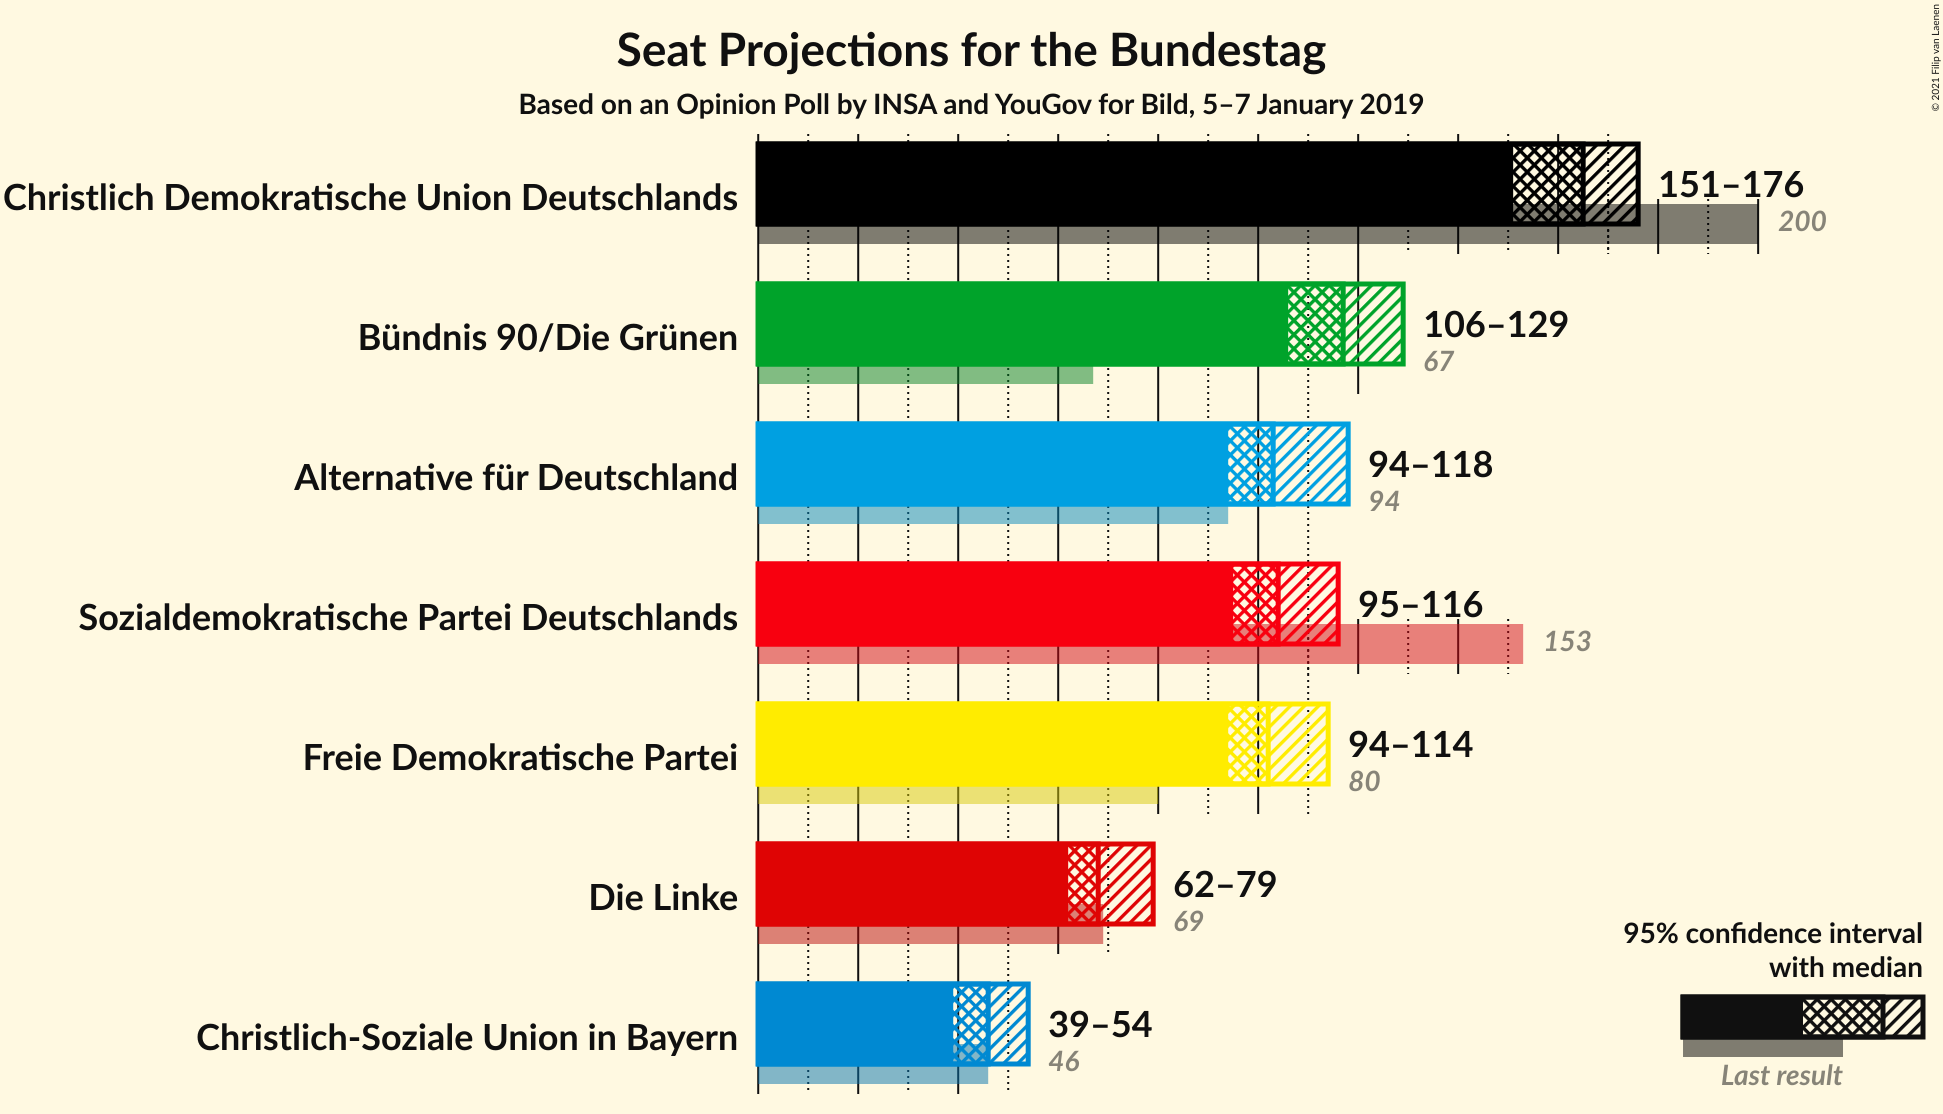 Seat Projections for the Bundestag
Based on an Opinion Poll by INSA and YouGov for Bild, 5–7 January 2019
© 2021 Filip van Laenen
Christlich Demokratische Union Deutschlands
151–176
200
Bündnis 90/Die Grünen
106–129
67
Alternative für Deutschland
94–118
94
Sozialdemokratische Partei Deutschlands
95–116
153
Freie Demokratische Partei
94–114
80
Die Linke
62–79
69
Christlich-Soziale Union in Bayern
39–54
46
95% confidence interval
with median
Last result